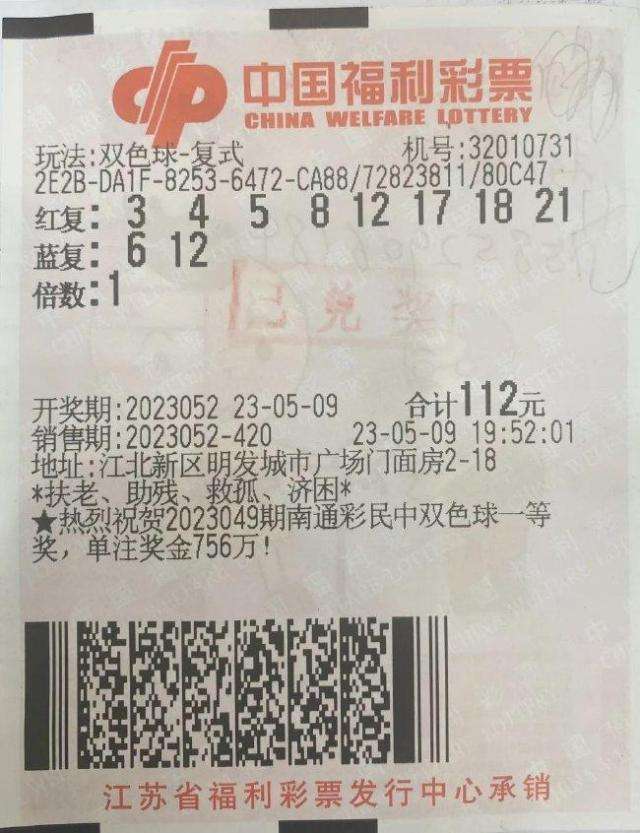 中国福利彩票
CHINA WELFARE LOTTERY
玩法:双色球-复式 机号:32010731
2E2B-DA1F-8253-6472-CA88/72823811/80C47
红复: 3 4 5 8 12 17 18 21
蓝复: 6 12
倍数:1
已兑奖
开奖期:2023052 23-05-09 合计112元
销售期:2023052-420 23-05-09 19:52:01
地址:江北新区明发城市广场门面房2-18
*扶老、助残、救孤、济困*
★热烈祝贺2023049期南通彩民中双色球一等
奖，单注奖金756万!
江苏省福利彩票发行中心承销